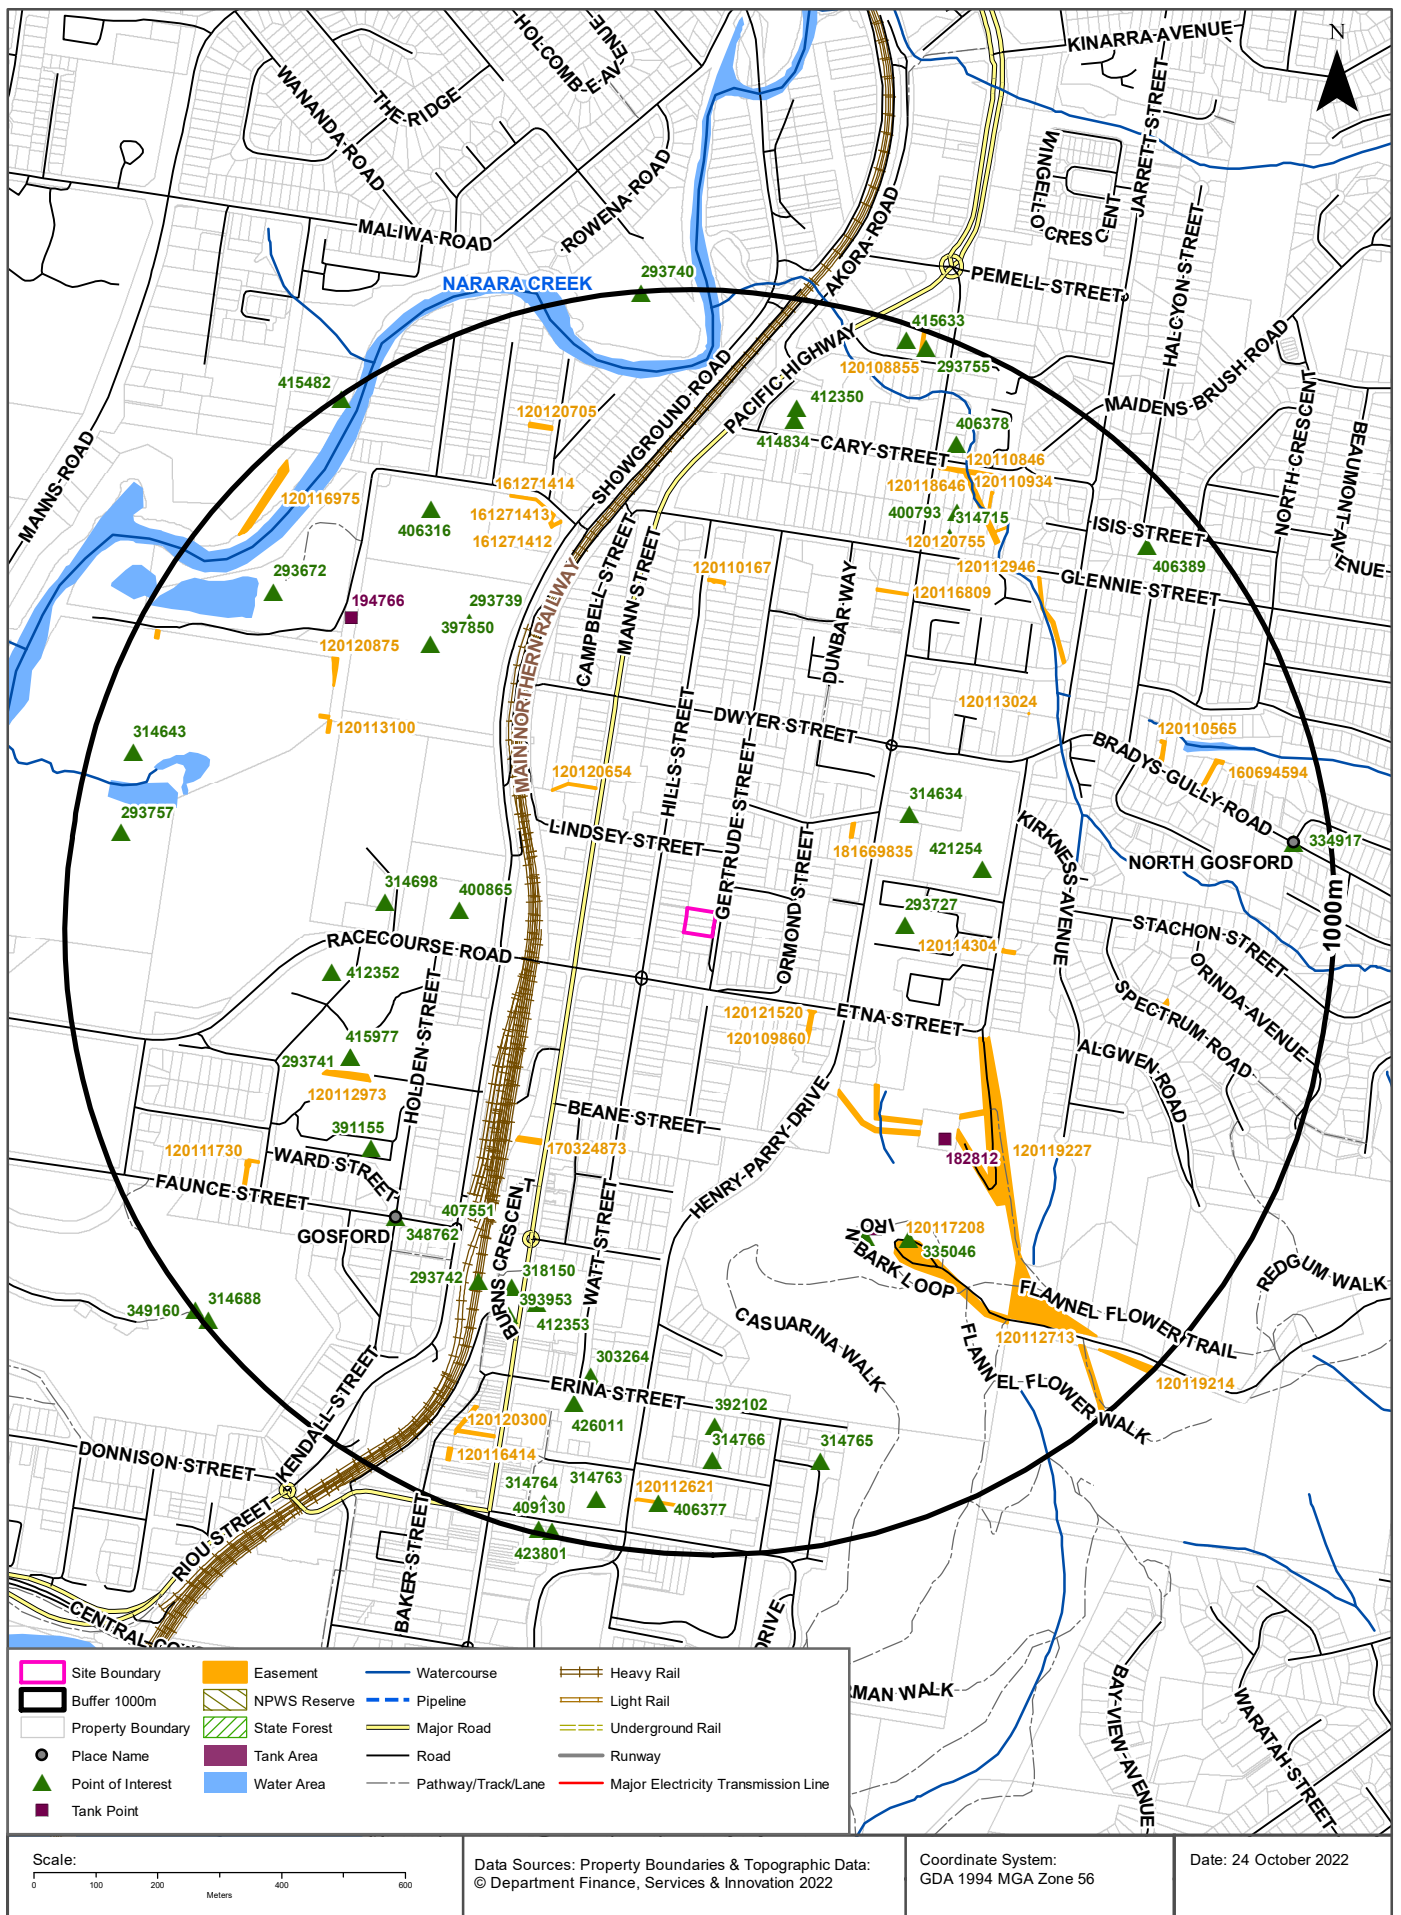 KINARRA AVENUE
N
HOLCOMBE AVENUE
WANANDA ROAD
THE RIDGE
JARRETT STREET
WINGELLO CRESCENT
ROWENA ROAD
MALIWA ROAD
AKORA ROAD
HALCYON STREET
PEMELL STREET
293740
NARARA CREEK
415633
PACIFIC HIGHWAY
120108855
293755
MAIDENS BRUSH ROAD
415482
SHOWGROUND ROAD
412350
NORTH CRESCENT
BEAUMONT AVENUE
120120705
406378
414834
CARY STREET
MANNS ROAD
120110846
161271414
120118646
120110934
120116975
161271413
400793
314715
ISIS STREET
406316
161271412
120120755
CAMPBELL STREET
MANN STREET
120110167
120112946
406389
293672
GLENNIE STREET
120116809
194766
293739
397850
DUNBAR WAY
120120875
MAIN NORTHERN RAILWAY
120113024
DWYER STREET
120113100
314643
120110565
HILLS STREET
GERTRUDE STREET
BRADYS GULLY ROAD
120120654
160694594
314634
293757
LINDSEY STREET
KIRKNESS AVENUE
334917
181669835
421254
NORTH GOSFORD
ORMOND STREET
314698
400865
293727
1000m
RACECOURSE ROAD
120114304
STACHON STREET
412352
ORINDA AVENUE
SPECTRUM ROAD
HOLDEN STREET
120121520
ETNA STREET
415977
120109860
293741
ALGWEN ROAD
120112973
HENRY PARRY DRIVE
BEANE STREET
391155
120111730
WARD STREET
170324873
120119227
182812
FAUNCE STREET
407551
BURNS CRESCENT
WATT STREET
GOSFORD
348762
120117208
335046
IRONBARK LOOP
293742
318150
REDGUM WALK
393953
349160
314688
412353
FLANNEL FLOWER TRAIL
CASUARINA WALK
120112713
303264
KENDALL STREET
ERINA STREET
FLANNEL FLOWER WALK
120119214
392102
120120300
426011
314766
314765
DONNISON STREET
120116414
314764
314763
120112621
409130
406377
RIOU STREET
BAKER STREET
423801
CENTRAL CO
DRIVE
RMAN WALK
BAY VIEW AVENUE
WARATAH STREET
Site Boundary
Buffer 1000m
Property Boundary
Place Name
Point of Interest
Tank Point
Easement
NPWS Reserve
State Forest
Tank Area
Water Area
Watercourse
Pipeline
Major Road
Road
Pathway/Track/Lane
Heavy Rail
Light Rail
Underground Rail
Runway
Major Electricity Transmission Line
Scale:
0 100 200 400 600
Meters
Data Sources: Property Boundaries & Topographic Data:
© Department Finance, Services & Innovation 2022
Coordinate System:
GDA 1994 MGA Zone 56
Date: 24 October 2022